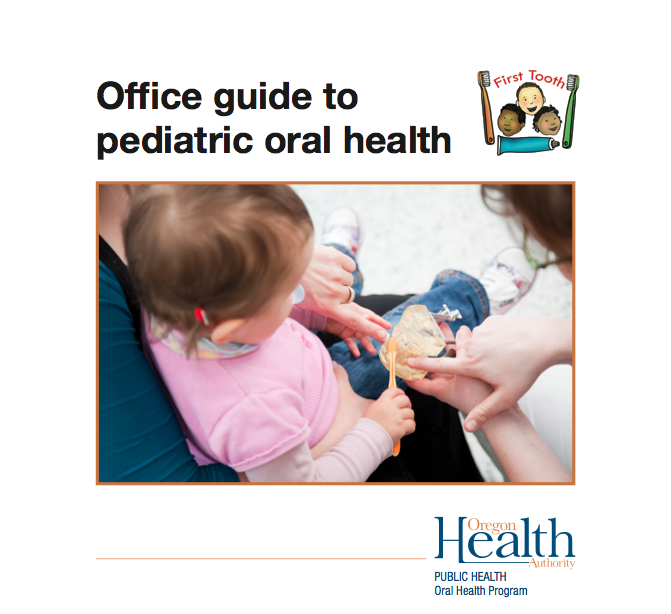 Office guide to
pediatric oral health
First Tooth
Oregon
Health
Authority
PUBLIC HEALTH
Oral Health Program